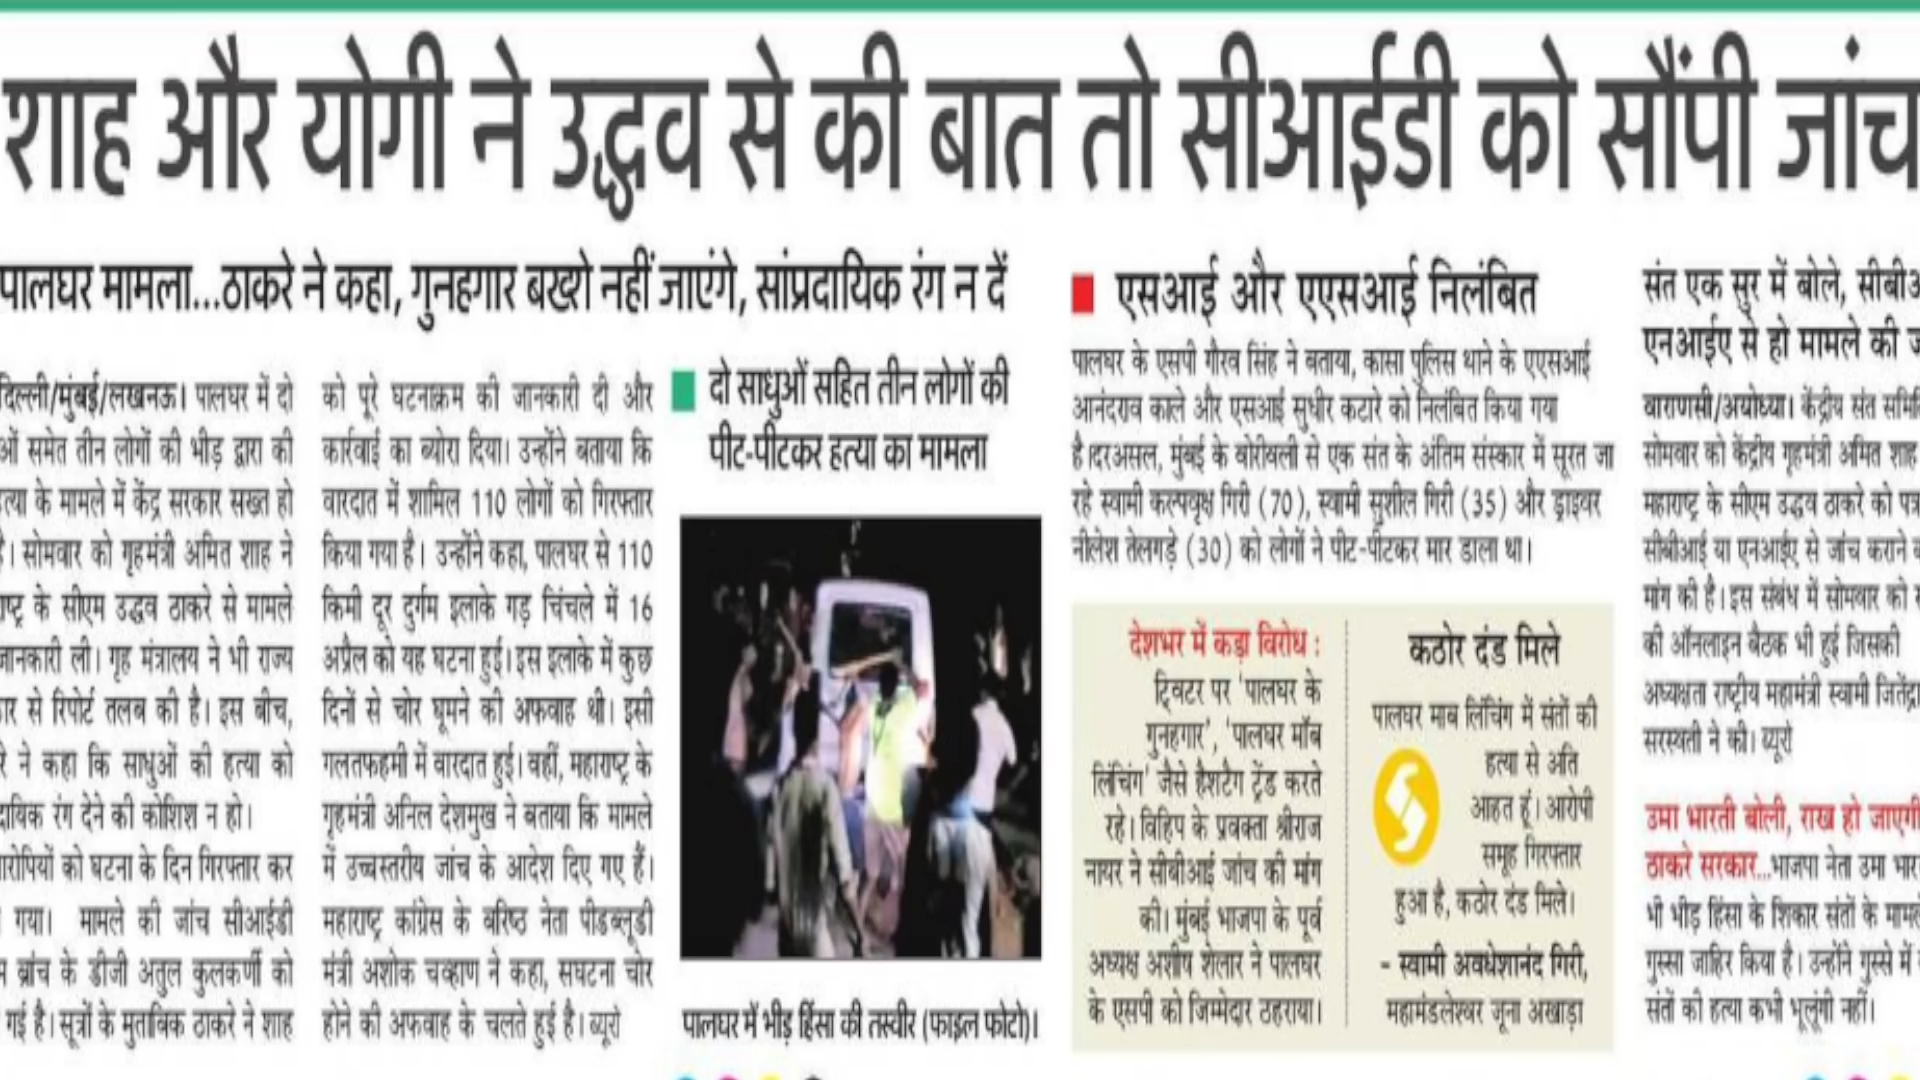 शाह और योगी ने उद्धव से की बात तो सीआईडी को सौंपी जांच
पालघर मामला...ठाकरे ने कहा, गुनहगार बख्शे नहीं जाएंगे, सांप्रदायिक रंग न दें
दिल्ली/मुंबई/लखनऊ। पालघर में दो
समेत तीन लोगों की भीड़ द्वारा की
के मामले में केंद्र सरकार सख्त हो
। सोमवार को गृहमंत्री अमित शाह ने
के सीएम उद्धव ठाकरे से मामले
जानकारी ली। गृह मंत्रालय ने भी राज्य
से रिपोर्ट तलब की है। इस बीच,
ने कहा कि साधुओं की हत्या को
रंग देने की कोशिश न हो।
को घटना के दिन गिरफ्तार कर
गया। मामले की जांच सीआईडी
ब्रांच के डीजी अतुल कुलकर्णी को
गई है। सूत्रों के मुताबिक ठाकरे ने शाह
को पूरे घटनाक्रम की जानकारी दी और
कार्रवाई का ब्योरा दिया। उन्होंने बताया कि
वारदात में शामिल 110 लोगों को गिरफ्तार
किया गया है। उन्होंने कहा, पालघर से 110
किमी दूर दुर्गम इलाके गड़ चिंचले में 16
अप्रैल को यह घटना हुई। इस इलाके में कुछ
दिनों से चोर घूमने की अफवाह थी। इसी
गलतफहमी में वारदात हुई। वहीं, महाराष्ट्र के
गृहमंत्री अनिल देशमुख ने बताया कि मामले
में उच्चस्तरीय जांच के आदेश दिए गए हैं।
महाराष्ट्र कांग्रेस के वरिष्ठ नेता पीडब्लूडी
मंत्री अशोक चव्हाण ने कहा, सघटना चोर
होने की अफवाह के चलते हुई है। ब्यूरो
दो साधुओं सहित तीन लोगों की
पीट-पीटकर हत्या का मामला
पालघर में भीड़ हिंसा की तस्वीर (फाइल फोटो)।
एसआई और एएसआई निलंबित
पालघर के एसपी गौरव सिंह ने बताया, कासा पुलिस थाने के एएसआई
आनंदराव काले और एसआई सुधीर कटारे को निलंबित किया गया
है।दरअसल, मुंबई के बोरीवली से एक संत के अंतिम संस्कार में सूरत जा
रहे स्वामी कल्पवृक्ष गिरी (70), स्वामी सुशील गिरी (35) और ड्राइवर
नीलेश तेलगड़े (30) को लोगों ने पीट-पीटकर मार डाला था।
देशभर में कड़ा विरोध :
ट्विटर पर 'पालघर के
गुनहगार', 'पालघर मॉब
लिंचिंग' जैसे हैशटैग ट्रेंड करते
रहे। विहिप के प्रवक्ता श्रीराज
नायर ने सीबीआई जांच की मांग
की। मुंबई भाजपा के पूर्व
अध्यक्ष अशीष शेलार ने पालघर
के एसपी को जिम्मेदार ठहराया।
कठोर दंड मिले
पालघर माब लिंचिंग में संतों की
हत्या से अति
आहत हूं। आरोपी
समूह गिरफ्तार
हुआ है, कठोर दंड मिले।
- स्वामी अवधेशानंद गिरी,
महामंडलेश्वर जूना अखाड़ा
संत एक सुर में बोले,
एनआईए से हो मामले की
वाराणसी/अयोध्या। केंद्रीय संत
सोमवार को केंद्रीय गृहमंत्री अमित शाह
महाराष्ट्र के सीएम उद्धव ठाकरे को
सीबीआई या एनआईए से जांच कराने
मांग की है। इस संबंध में सोमवार को
की ऑनलाइन बैठक भी हुई जिसकी
अध्यक्षता राष्ट्रीय महामंत्री स्वामी
सरस्वती ने की। ब्यूरो
उमा भारती बोली, राख हो जाएगी
ठाकरे सरकार...भाजपा नेता उमा
भी भीड़ हिंसा के शिकार संतों के
गुस्सा जाहिर किया है। उन्होंने गुस्से में
संतों की हत्या कभी भूलूंगी नहीं।